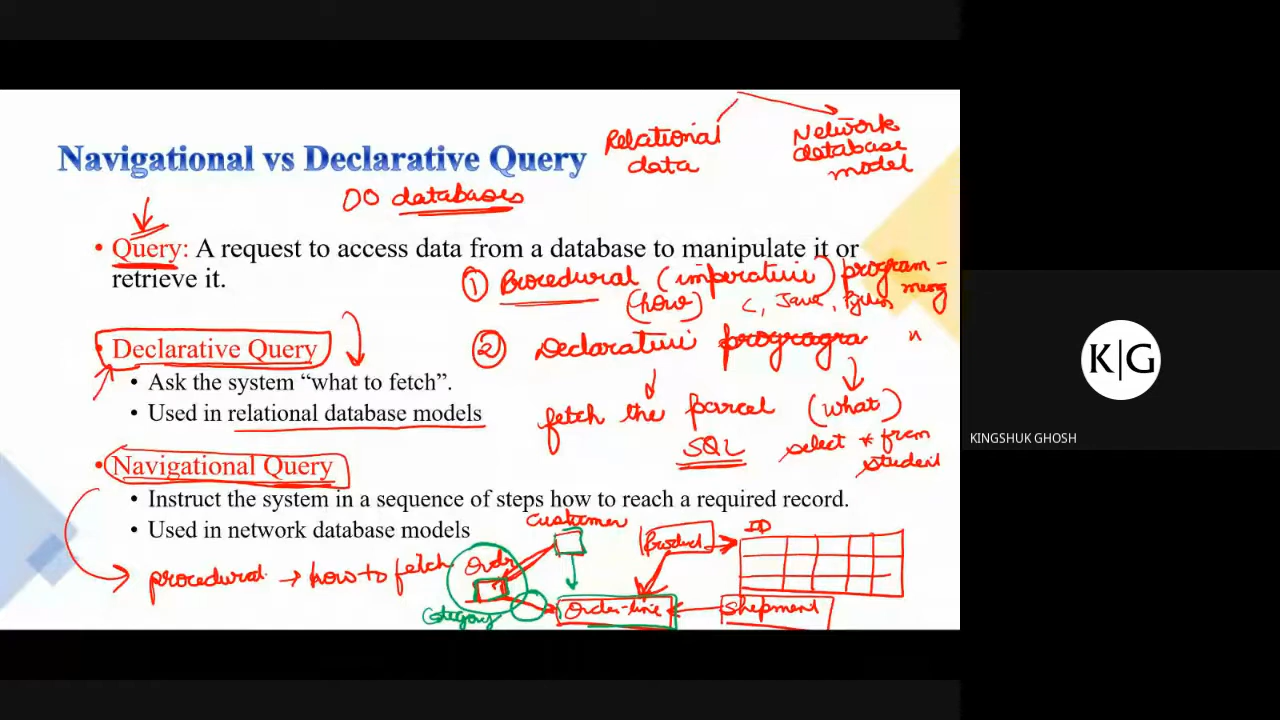 Relational
data
Network
database
model
Navigational vs Declarative Query
OO databases
• Query: A request to access data from a database to manipulate it or
retrieve it.
① Procedural (imperative) program-
ming
(how) C, Java, Python
② Declarative "
• Declarative Query
• Ask the system “what to fetch”.
• Used in relational database models
fetch the parcel (what)
SQL select * from
student
• Navigational Query
• Instruct the system in a sequence of steps how to reach a required record.
• Used in network database models
procedural → how to fetch
Customer
Product
ID
Order
Category
Order-line
Shepment
K|G
KINGSHUK GHOSH